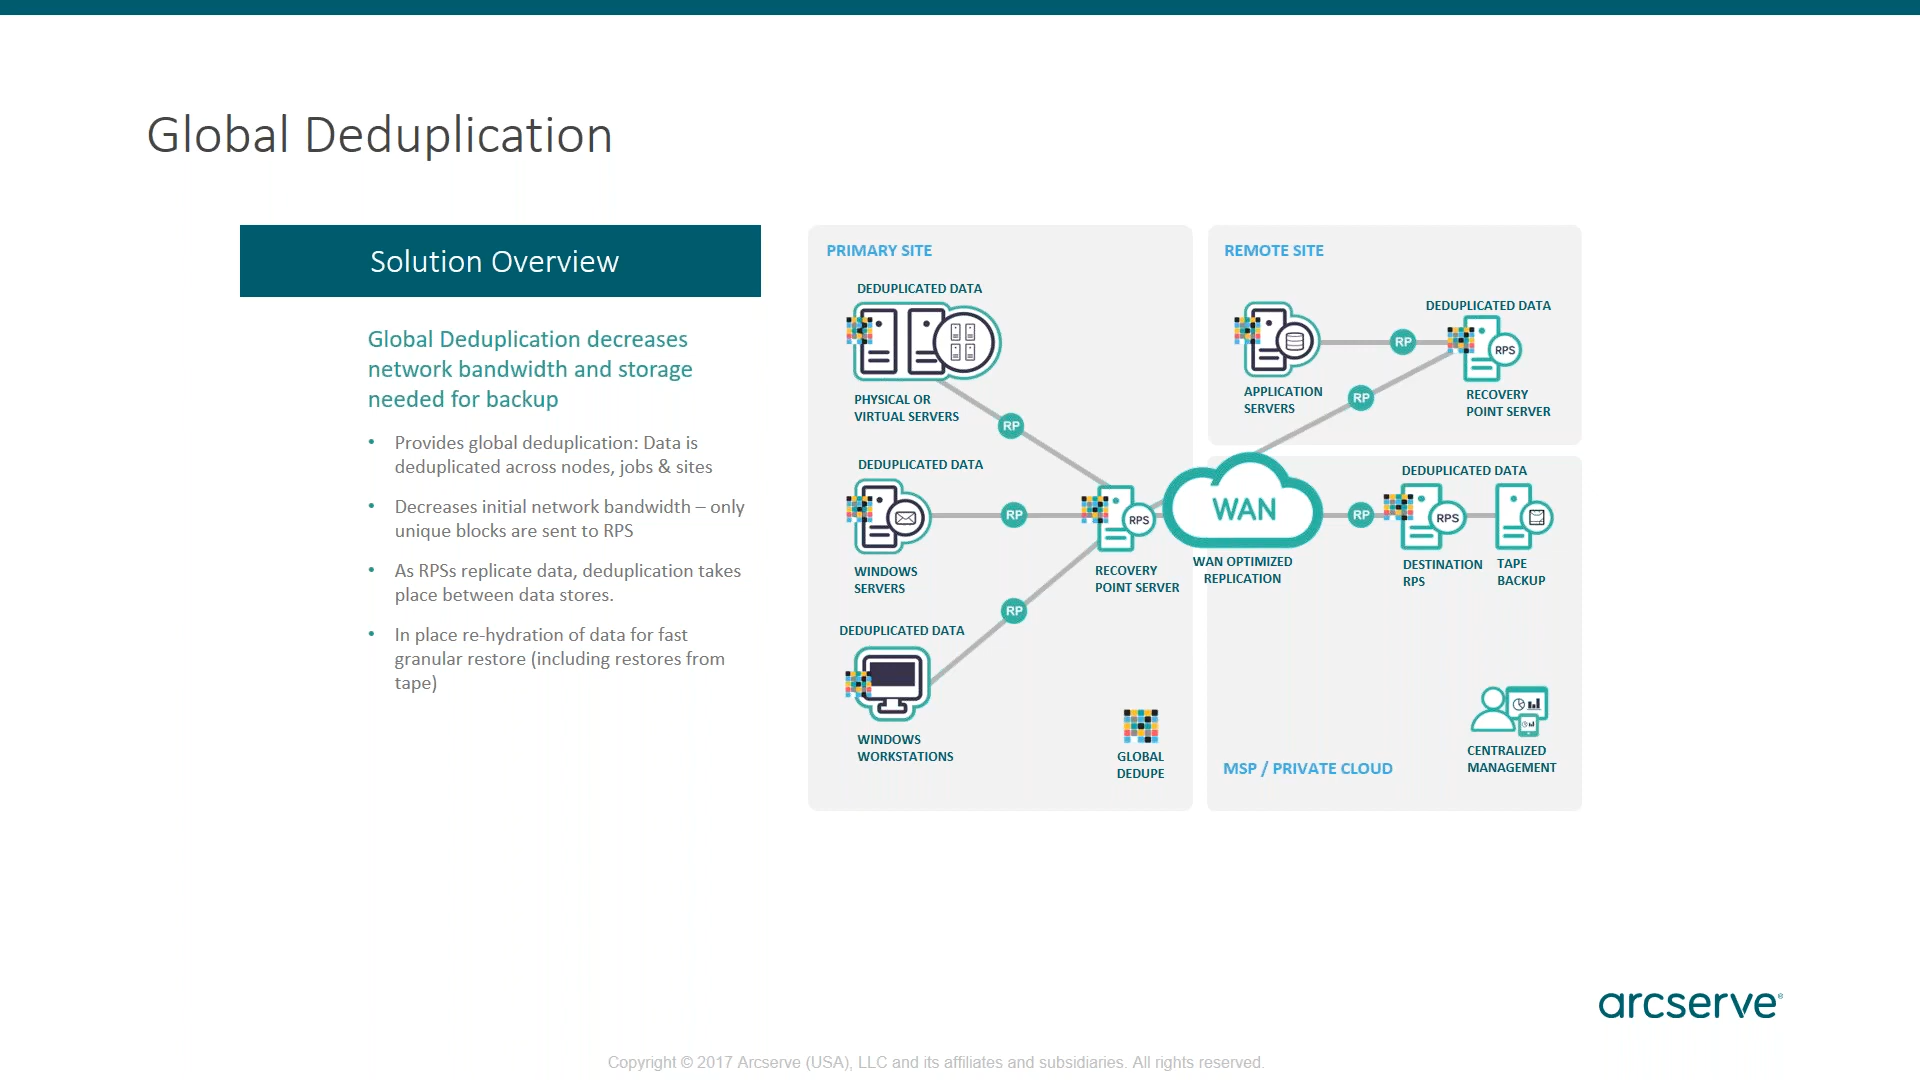 Global Deduplication
Solution Overview
Global Deduplication decreases
network bandwidth and storage
needed for backup
• Provides global deduplication: Data is
deduplicated across nodes, jobs & sites
• Decreases initial network bandwidth – only
unique blocks are sent to RPS
• As RPSs replicate data, deduplication takes
place between data stores.
• In place re-hydration of data for fast
granular restore (including restores from
tape)
PRIMARY SITE
DEDUPLICATED DATA
PHYSICAL OR
VIRTUAL SERVERS
RP
DEDUPLICATED DATA
WINDOWS
SERVERS
RP
RPS
RECOVERY
POINT SERVER
RP
DEDUPLICATED DATA
WINDOWS
WORKSTATIONS
GLOBAL
DEDUPE
WAN
WAN OPTIMIZED
REPLICATION
REMOTE SITE
APPLICATION
SERVERS
RP
RP
DEDUPLICATED DATA
RPS
RECOVERY
POINT SERVER
RP
DEDUPLICATED DATA
RPS
DESTINATION
RPS
TAPE
BACKUP
CENTRALIZED
MANAGEMENT
MSP / PRIVATE CLOUD
arcserve®
Copyright © 2017 Arcserve (USA), LLC and its affiliates and subsidiaries. All rights reserved.